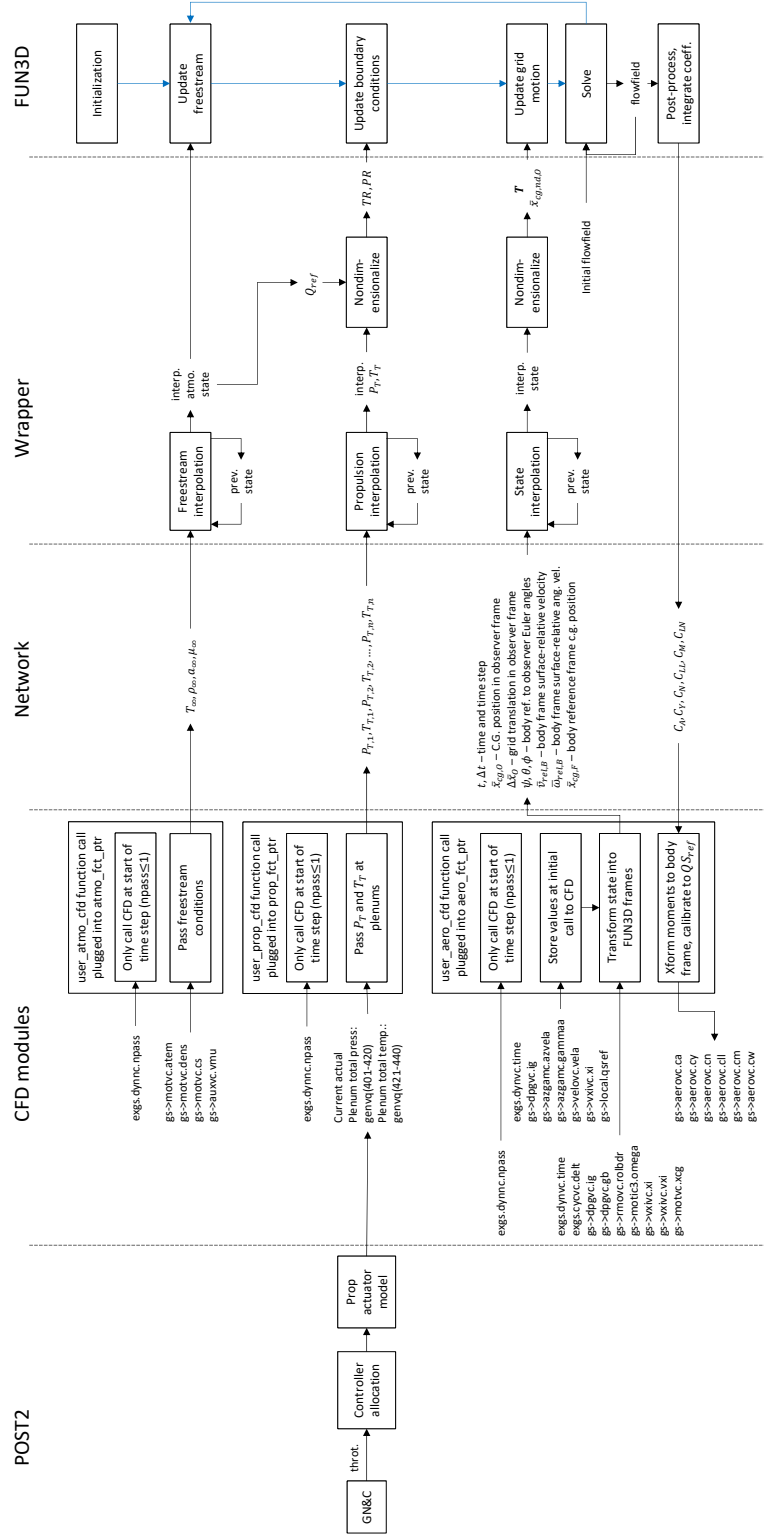 POST2
CFD modules
Network
Wrapper
FUN3D
GN&C
throt.
Controller
allocation
Prop
actuator
model
exgs.dynnc.npass
gs->motvc.atem
gs->motvc.dens
gs->motvc.cs
gs->auxvc.vmu
user_atmo_cfd function call
plugged into atmo_fct_ptr
Only call CFD at start of
time step (npass≤1)
Pass freestream
conditions
T∞, ρ∞, a∞, μ∞
Freestream
interpolation
prev.
state
interp.
atmo.
state
Initialization
Update
freestream
Current actual
Plenum total press:
genvq(401-420)
Plenum total temp.:
genvq(421-440)
exgs.dynnc.npass
user_prop_cfd function call
plugged into prop_fct_ptr
Only call CFD at start of
time step (npass≤1)
Pass P_T and T_T at
plenums
P_T,1, T_T,1, P_T,2, T_T,2, ..., P_T,n, T_T,n
Propulsion
interpolation
prev.
state
interp.
P_T, T_T
Q_ref
Nondim-
ensionalize
TR, PR
Update boundary
conditions
exgs.dynnc.npass
exgs.dynvc.time
gs->dpgvc.ig
gs->azgamc.azvela
gs->azgamc.gammaa
gs->velovc.vela
gs->vxivc.xi
gs->local.qsref
exgs.dynvc.time
exgs.cycvc.delt
gs->dpgvc.ig
gs->dpgvc.gb
gs->rmovc.rolbdr
gs->motic3.omega
gs->vxivc.xi
gs->vxivc.vxi
gs->motvc.xcg
gs->aerovc.ca
gs->aerovc.cy
gs->aerovc.cn
gs->aerovc.cll
gs->aerovc.cm
gs->aerovc.cw
user_aero_cfd function call
plugged into aero_fct_ptr
Only call CFD at start of
time step (npass≤1)
Store values at initial
call to CFD
Transform state into
FUN3D frames
Xform moments to body
frame, calibrate to QS_ref
t, Δt – time and time step
x̄_cg,O – C.G. position in observer frame
Δx̄_O – grid translation in observer frame
ψ, θ, ϕ – body ref. to observer Euler angles
v̄_rel,B – body frame surface-relative velocity
ω̄_rel,B – body frame surface-relative ang. vel.
x̄_cg,F – body reference frame c.g. position
C_A, C_Y, C_N, C_LL, C_M, C_LN
State
interpolation
prev.
state
interp.
state
Nondim-
ensionalize
T
x̄_cg,nd,O
Initial flowfield
Update grid
motion
Solve
flowfield
Post-process,
integrate coeff.